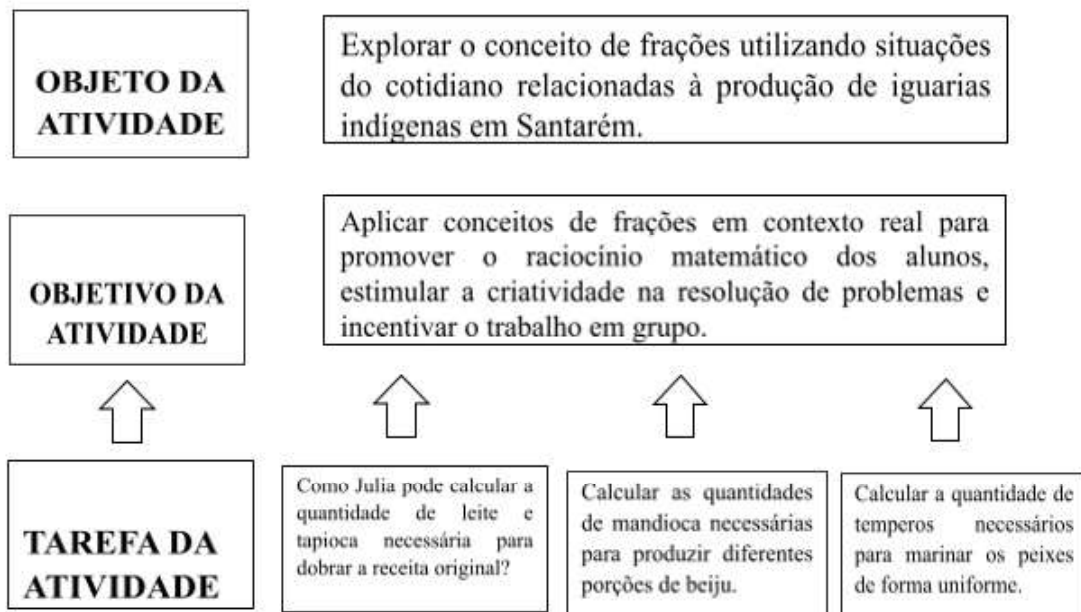 OBJETO DA
ATIVIDADE
Explorar o conceito de frações utilizando situações
do cotidiano relacionadas à produção de iguarias
indígenas em Santarém.
OBJETIVO DA
ATIVIDADE
Aplicar conceitos de frações em contexto real para
promover o raciocínio matemático dos alunos,
estimular a criatividade na resolução de problemas e
incentivar o trabalho em grupo.
TAREFA DA
ATIVIDADE
Como Julia pode calcular a
quantidade de leite e
tapioca necessária para
dobrar a receita original?
Calcular as quantidades
de mandioca necessárias
para produzir diferentes
porções de beiju.
Calcular a quantidade de
temperos necessários
para marinar os peixes
de forma uniforme.